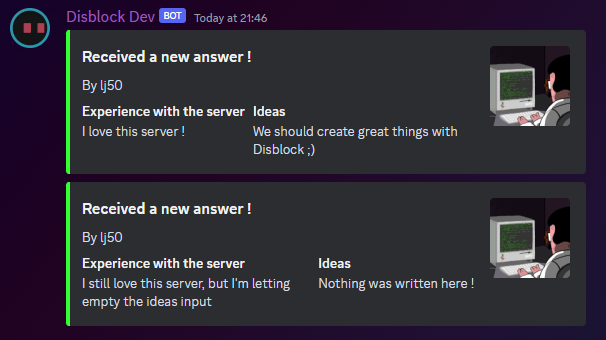 Disblock Dev BOT Today at 21:46
Received a new answer !
By lj50
Experience with the server Ideas
I love this server ! We should create great things with
Disblock ;)
Received a new answer !
By lj50
Experience with the server Ideas
I still love this server, but I'm letting Nothing was written here !
empty the ideas input